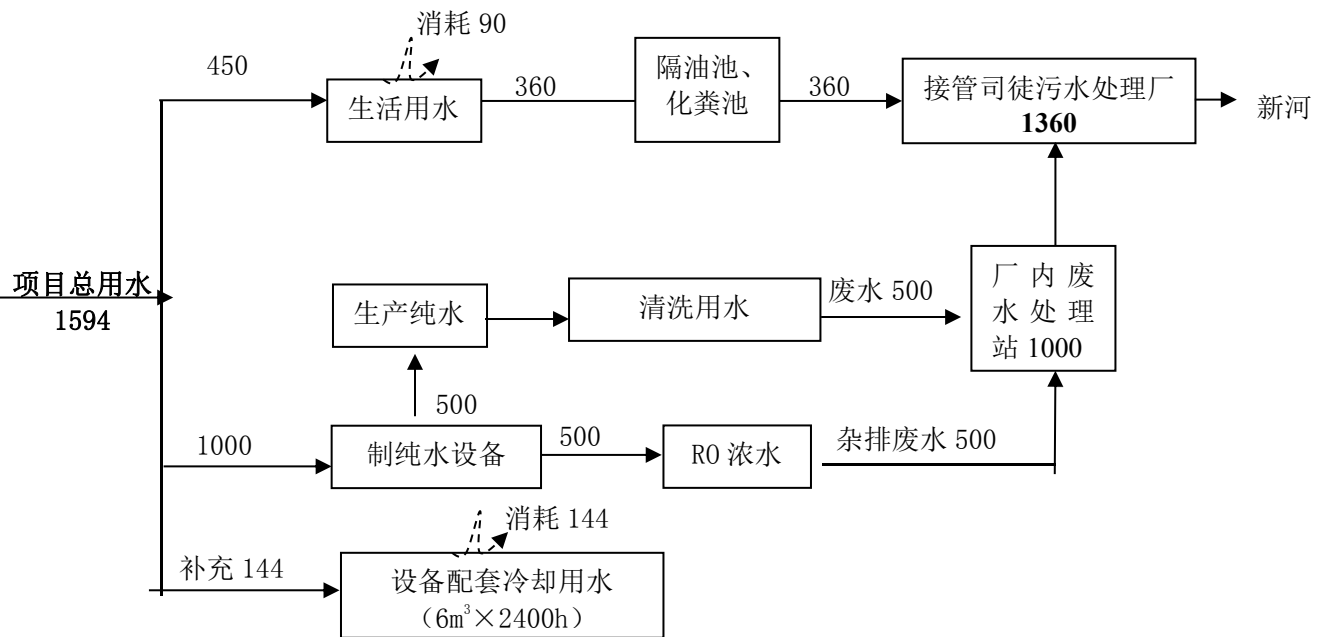 消耗 90
450
生活用水
360
隔油池、
化粪池
360
接管司徒污水处理厂
1360
新河
项目总用水
1594
生产纯水
清洗用水
废水 500
厂内废
水处理
站 1000
500
1000
制纯水设备
500
RO 浓水
杂排废水 500
消耗 144
补充 144
设备配套冷却用水
（6m³×2400h）